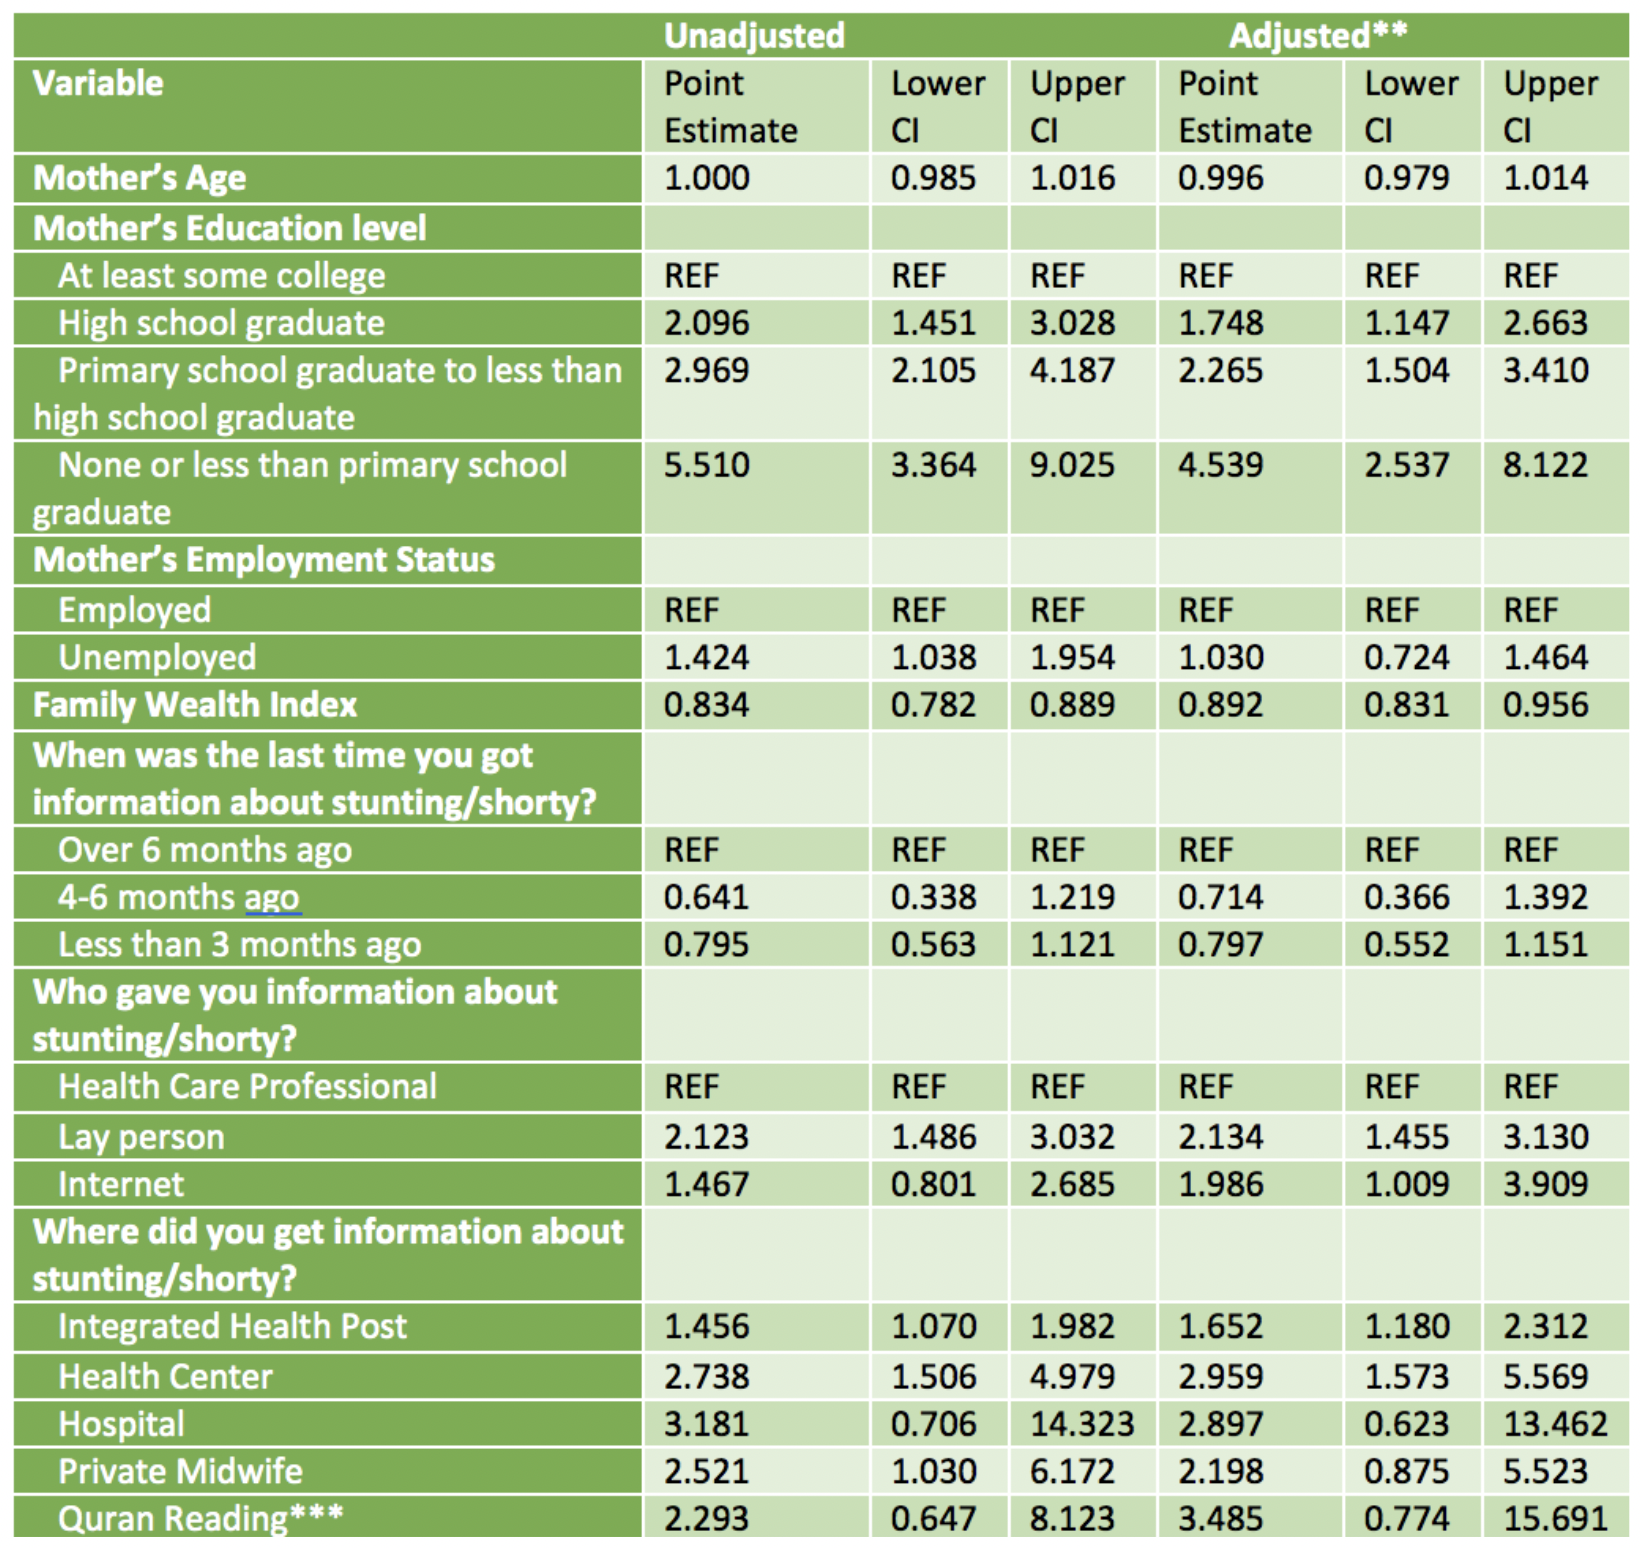 Unadjusted Adjusted**
Variable Point Lower Upper Point Lower Upper
Estimate CI CI Estimate CI CI
Mother’s Age 1.000 0.985 1.016 0.996 0.979 1.014
Mother’s Education level
At least some college REF REF REF REF REF REF
High school graduate 2.096 1.451 3.028 1.748 1.147 2.663
Primary school graduate to less than 2.969 2.105 4.187 2.265 1.504 3.410
high school graduate
None or less than primary school 5.510 3.364 9.025 4.539 2.537 8.122
graduate
Mother’s Employment Status
Employed REF REF REF REF REF REF
Unemployed 1.424 1.038 1.954 1.030 0.724 1.464
Family Wealth Index 0.834 0.782 0.889 0.892 0.831 0.956
When was the last time you got
information about stunting/shorty?
Over 6 months ago REF REF REF REF REF REF
4-6 months ago 0.641 0.338 1.219 0.714 0.366 1.392
Less than 3 months ago 0.795 0.563 1.121 0.797 0.552 1.151
Who gave you information about
stunting/shorty?
Health Care Professional REF REF REF REF REF REF
Lay person 2.123 1.486 3.032 2.134 1.455 3.130
Internet 1.467 0.801 2.685 1.986 1.009 3.909
Where did you get information about
stunting/shorty?
Integrated Health Post 1.456 1.070 1.982 1.652 1.180 2.312
Health Center 2.738 1.506 4.979 2.959 1.573 5.569
Hospital 3.181 0.706 14.323 2.897 0.623 13.462
Private Midwife 2.521 1.030 6.172 2.198 0.875 5.523
Quran Reading*** 2.293 0.647 8.123 3.485 0.774 15.691